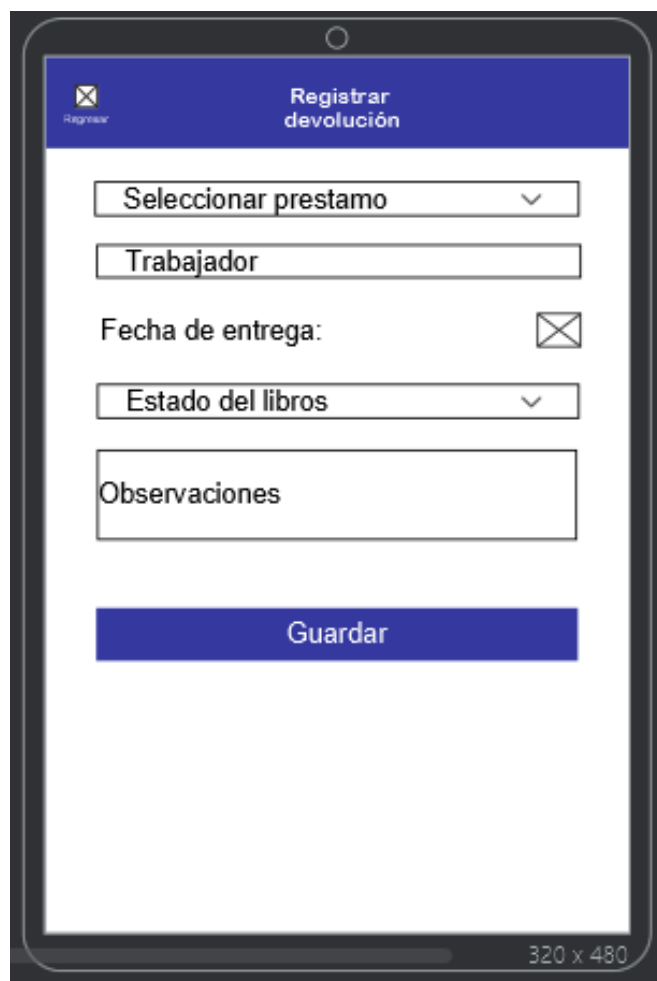 Regresar
Registrar
devolución
Seleccionar prestamo
Trabajador
Fecha de entrega:
Estado del libros
Observaciones
Guardar
320 x 480